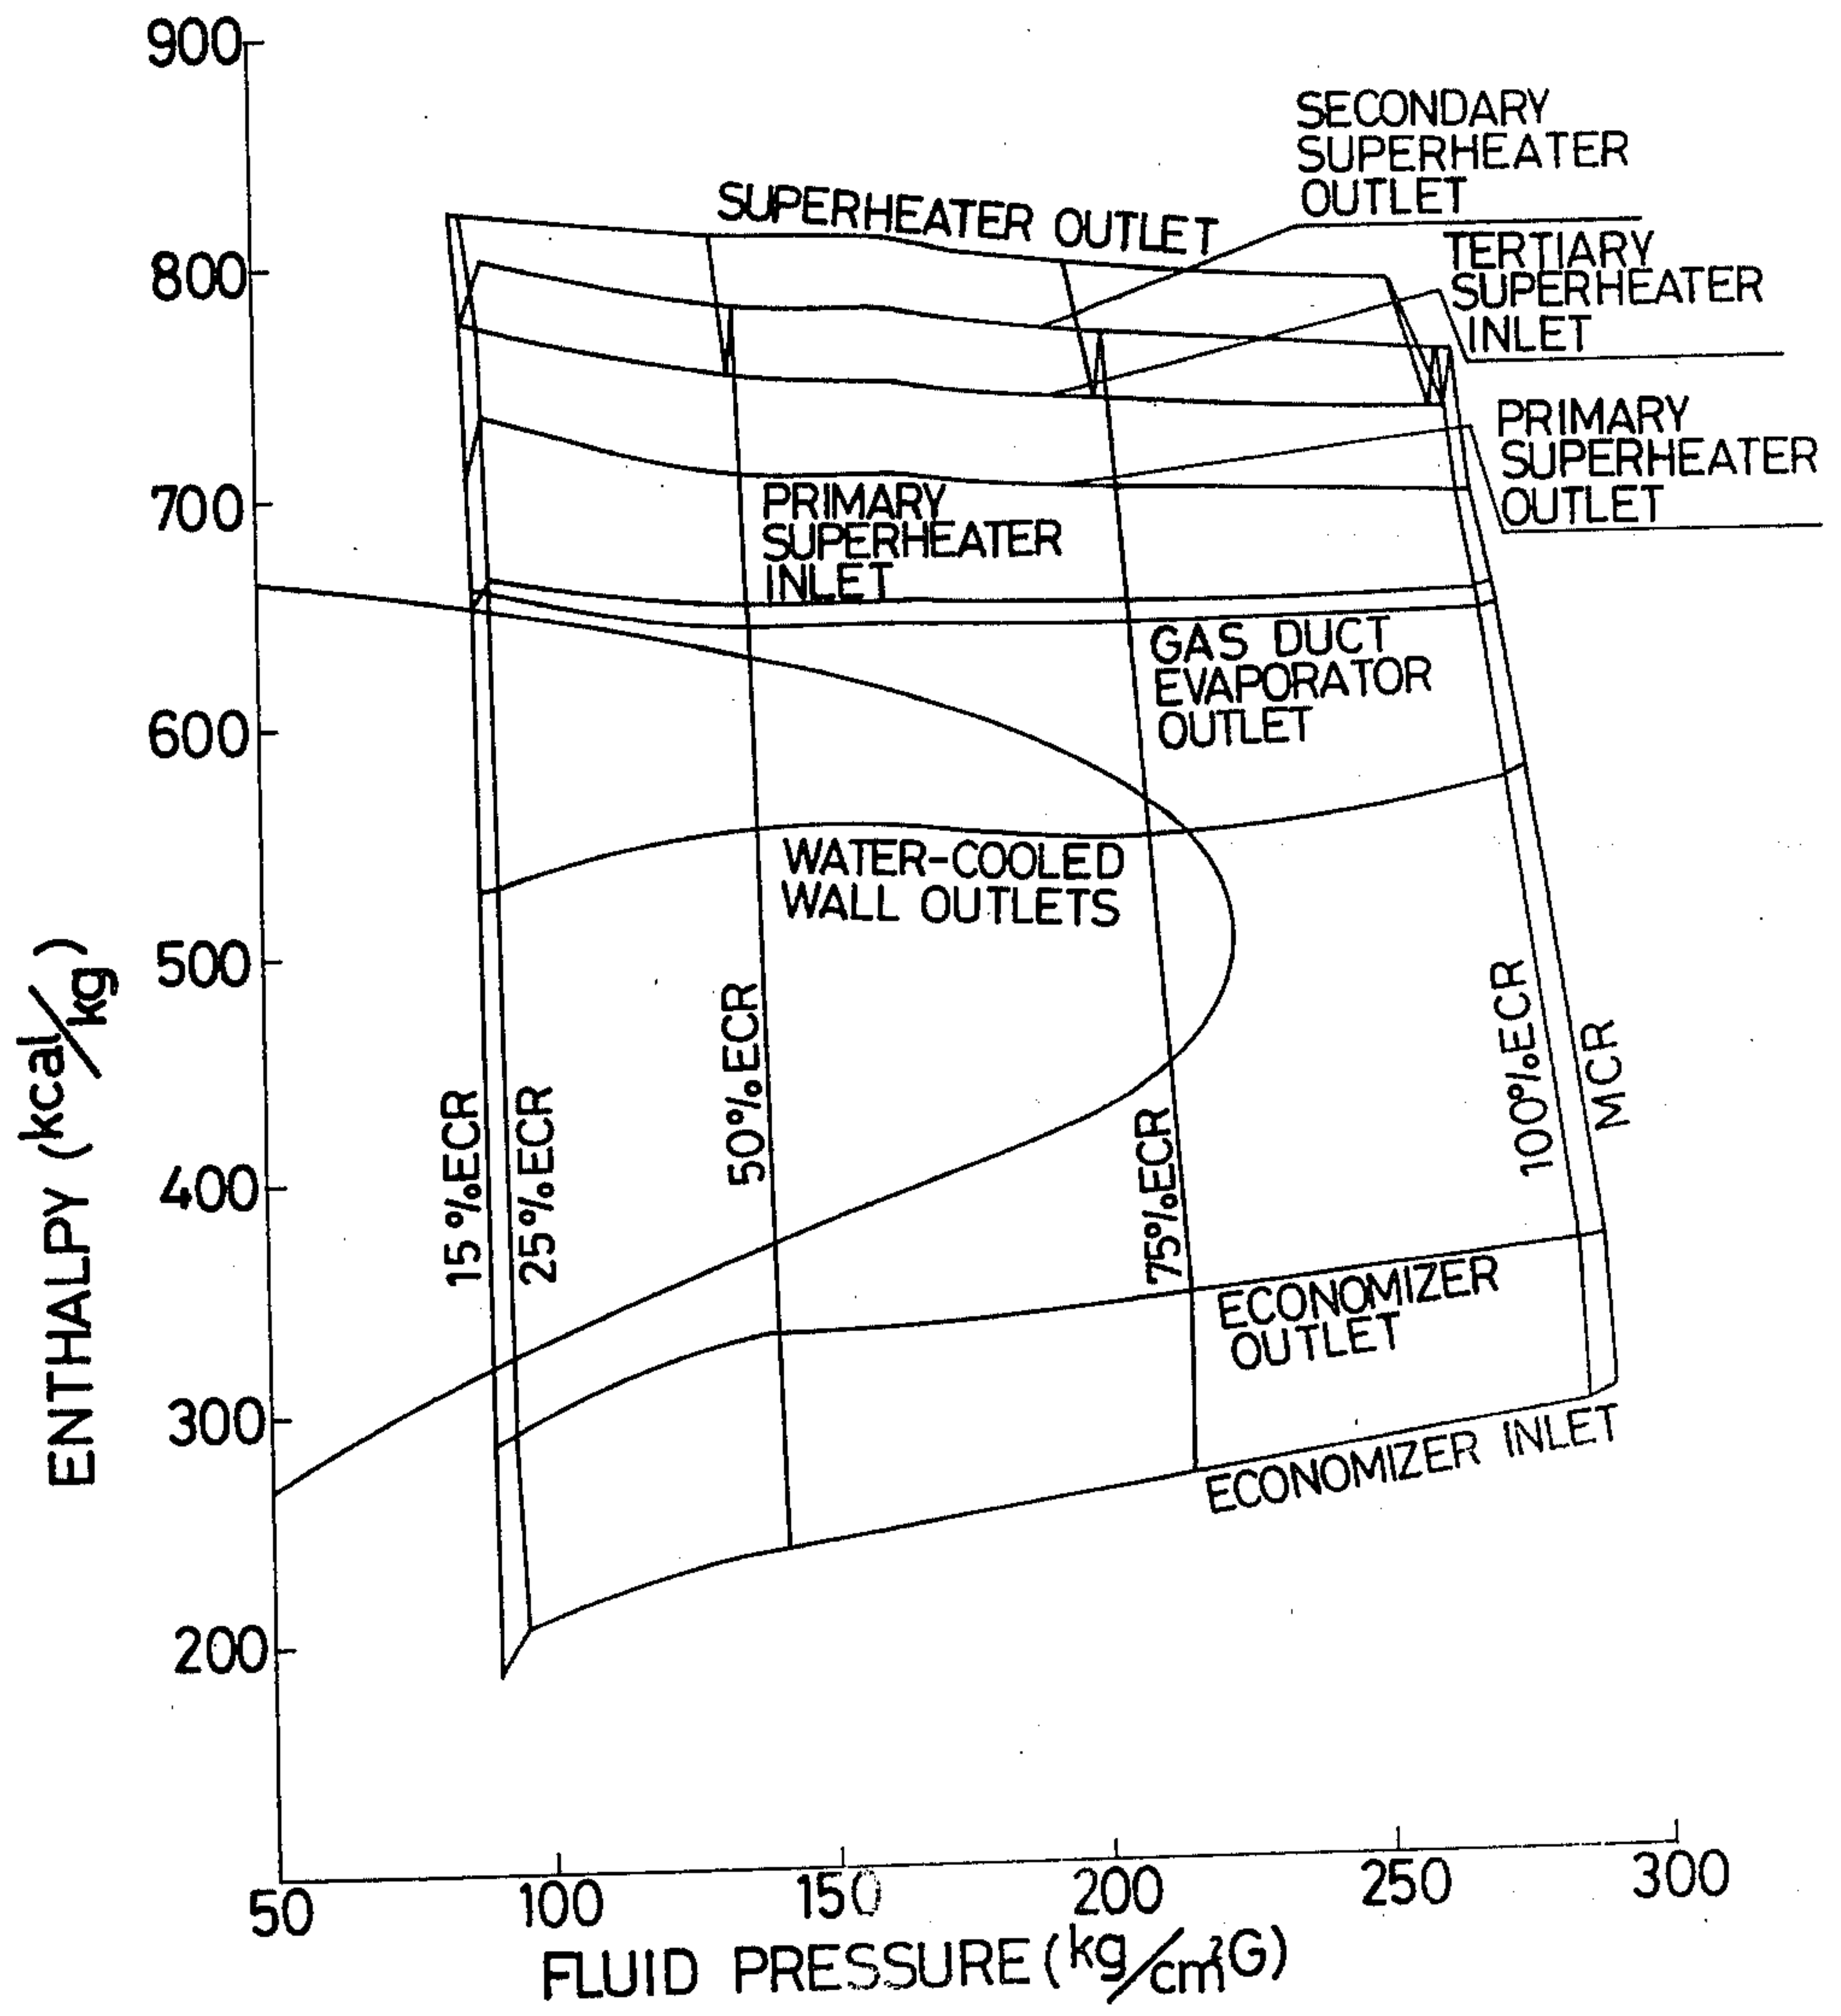 900
800
700
600
500
400
300
200
ENTHALPY (kcal/kg)
50
100
150
200
250
300
FLUID PRESSURE (kg/cm²G)
SUPERHEATER OUTLET
SECONDARY
SUPERHEATER
OUTLET
TERTIARY
SUPERHEATER
INLET
PRIMARY
SUPERHEATER
OUTLET
PRIMARY
SUPERHEATER
INLET
GAS DUCT
EVAPORATOR
OUTLET
WATER-COOLED
WALL OUTLETS
15%ECR
25%ECR
50%ECR
75%ECR
100%ECR
MCR
ECONOMIZER
OUTLET
ECONOMIZER INLET